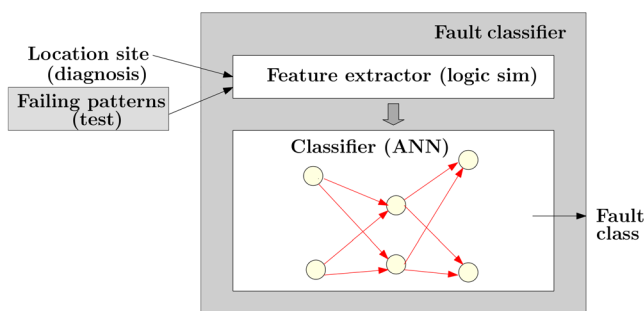 Fault classifier
Location site
(diagnosis)
Feature extractor (logic sim)
Failing patterns
(test)
Classifier (ANN)
Fault
class